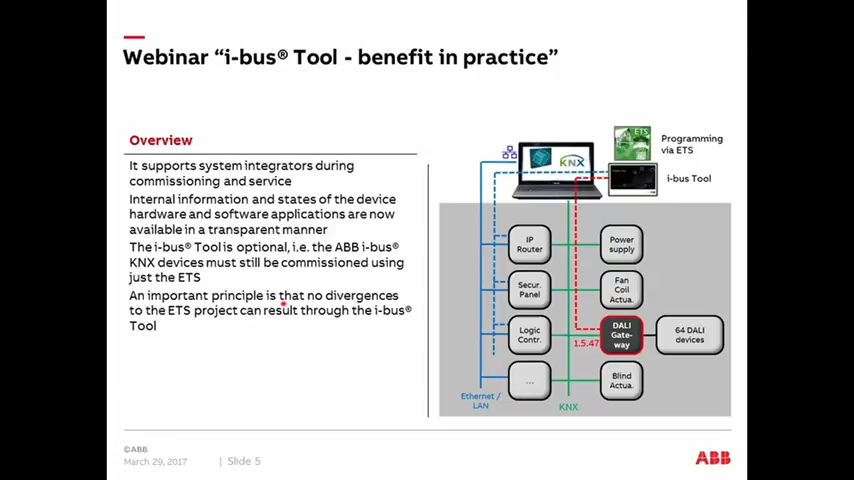 Webinar “i-bus® Tool - benefit in practice”
Overview
It supports system integrators during
commissioning and service
Internal information and states of the device
hardware and software applications are now
available in a transparent manner
The i-bus® Tool is optional, i.e. the ABB i-bus®
KNX devices must still be commissioned using
just the ETS
An important principle is that no divergences
to the ETS project can result through the i-bus®
Tool
ETS
Programming
via ETS
KNX
i-bus Tool
IP
Router
Power
supply
Secur.
Panel
Fan
Coil
Actua.
Logic
Contr.
1.5.47
DALI
Gate-
way
64 DALI
devices
...
Blind
Actua.
Ethernet /
LAN
KNX
©ABB
March 29, 2017
| Slide 5
ABB